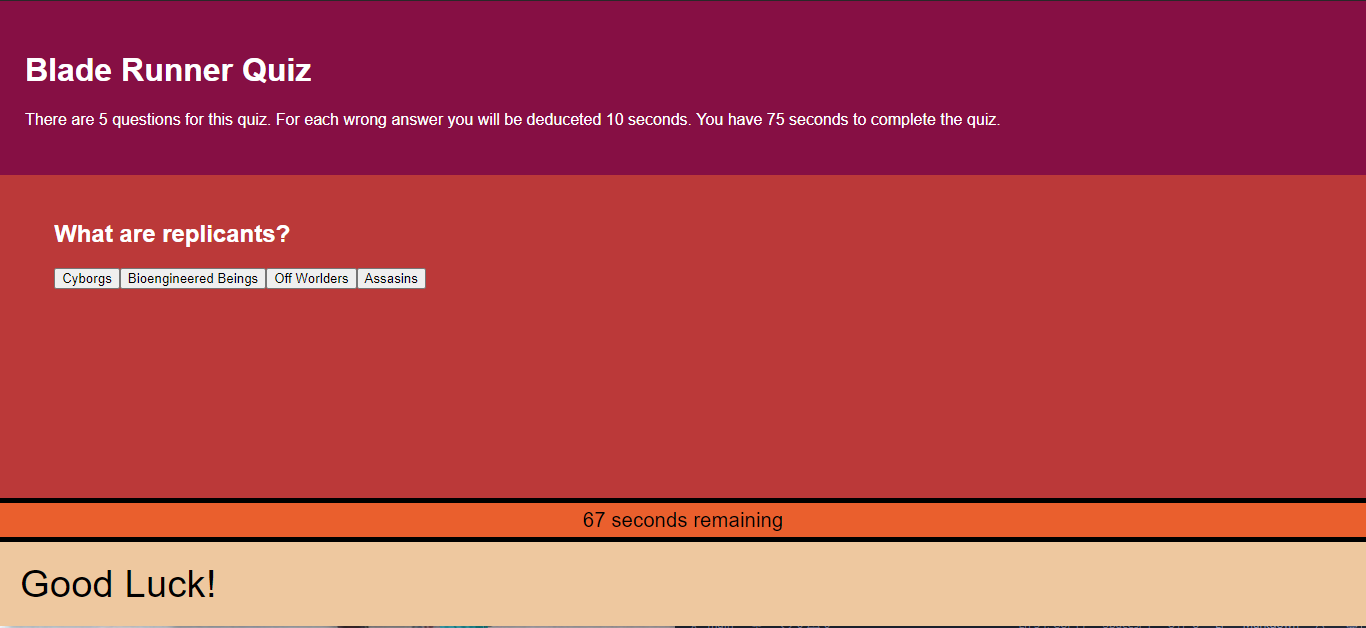 Blade Runner Quiz
There are 5 questions for this quiz. For each wrong answer you will be deduceted 10 seconds. You have 75 seconds to complete the quiz.
What are replicants?
Cyborgs Bioengineered Beings Off Worlders Assasins
67 seconds remaining
Good Luck!